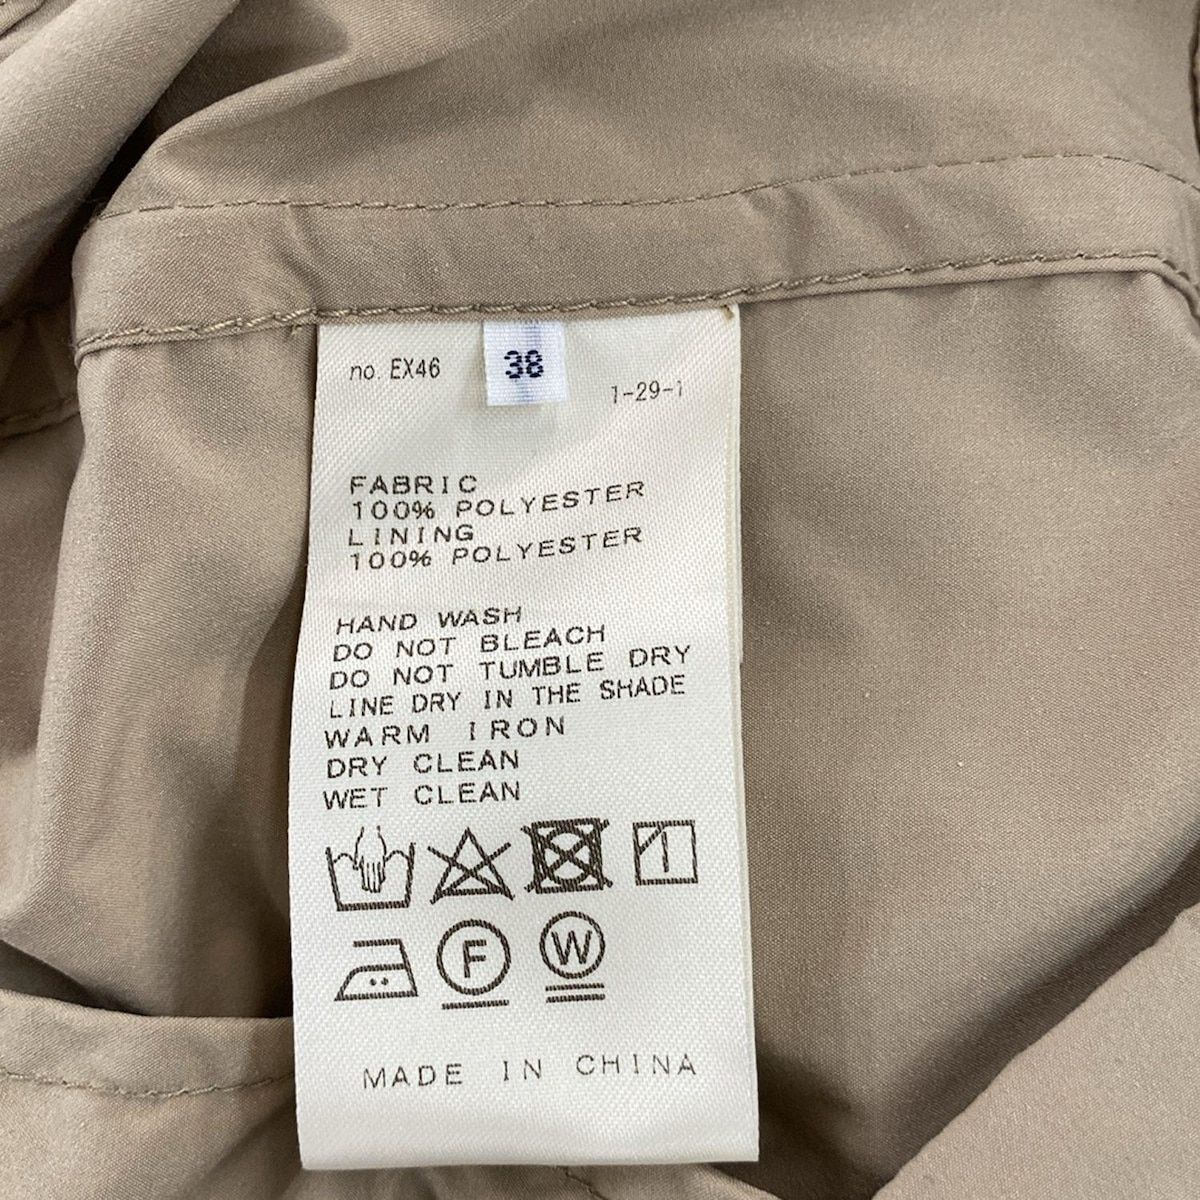 no. EX46
38
1-29-1
FABRIC
100% POLYESTER
LINING
100% POLYESTER
HAND WASH
DO NOT BLEACH
DO NOT TUMBLE DRY
LINE DRY IN THE SHADE
WARM IRON
DRY CLEAN
WET CLEAN
F
W
MADE IN CHINA